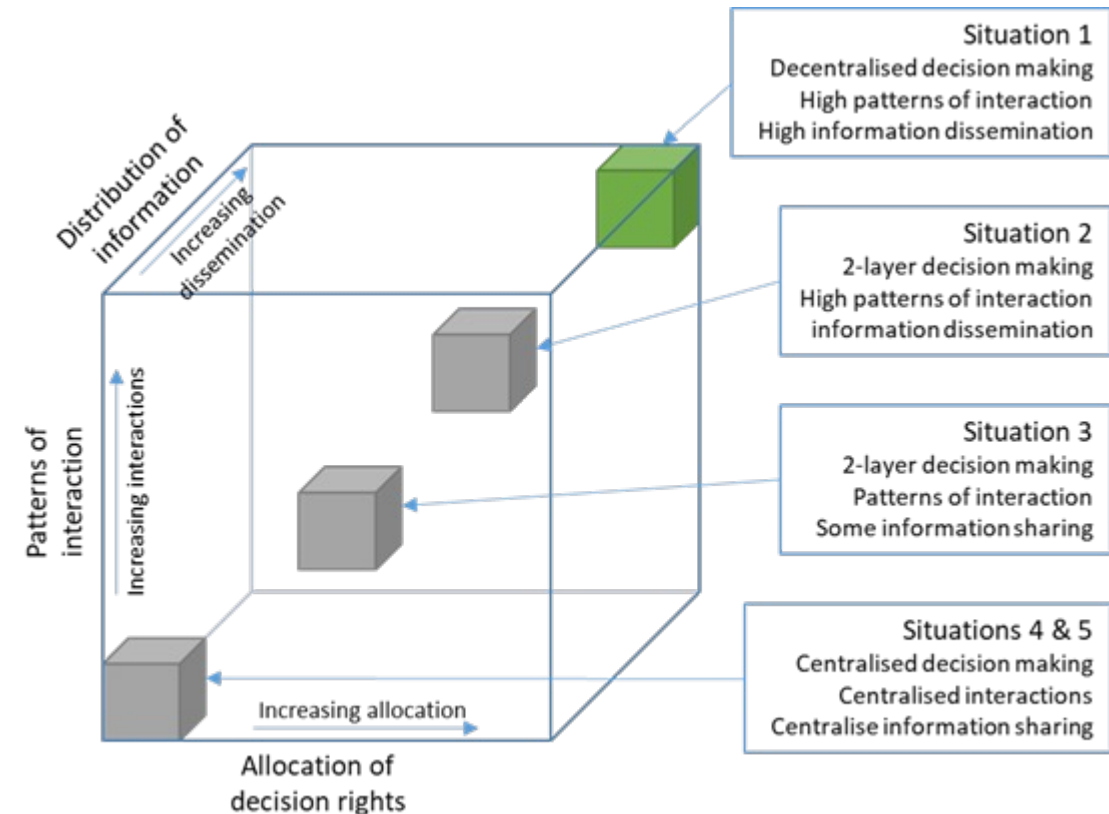 Situation 1
Decentralised decision making
High patterns of interaction
High information dissemination
Distribution of
information
Increasing
dissemination
Situation 2
2-layer decision making
High patterns of interaction
information dissemination
Patterns of
interaction
Increasing interactions
Situation 3
2-layer decision making
Patterns of interaction
Some information sharing
Situations 4 & 5
Centralised decision making
Centralised interactions
Centralise information sharing
Increasing allocation
Allocation of
decision rights